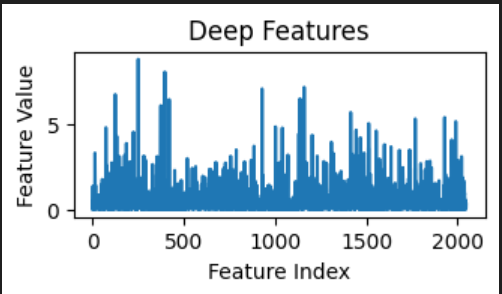 Deep Features
Feature Value
5
0
0 500 1000 1500 2000
Feature Index